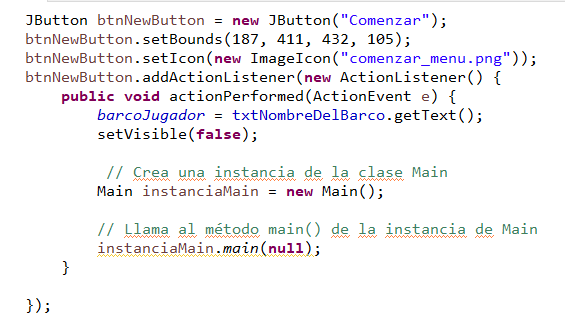 JButton btnNewButton = new JButton("Comenzar");
btnNewButton.setBounds(187, 411, 432, 105);
btnNewButton.setIcon(new ImageIcon("comenzar_menu.png"));
btnNewButton.addActionListener(new ActionListener() {
    public void actionPerformed(ActionEvent e) {
        barcoJugador = txtNombreDelBarco.getText();
        setVisible(false);

         // Crea una instancia de la clase Main
        Main instanciaMain = new Main();

        // Llama al método main() de la instancia de Main
        instanciaMain.main(null);
    }

});